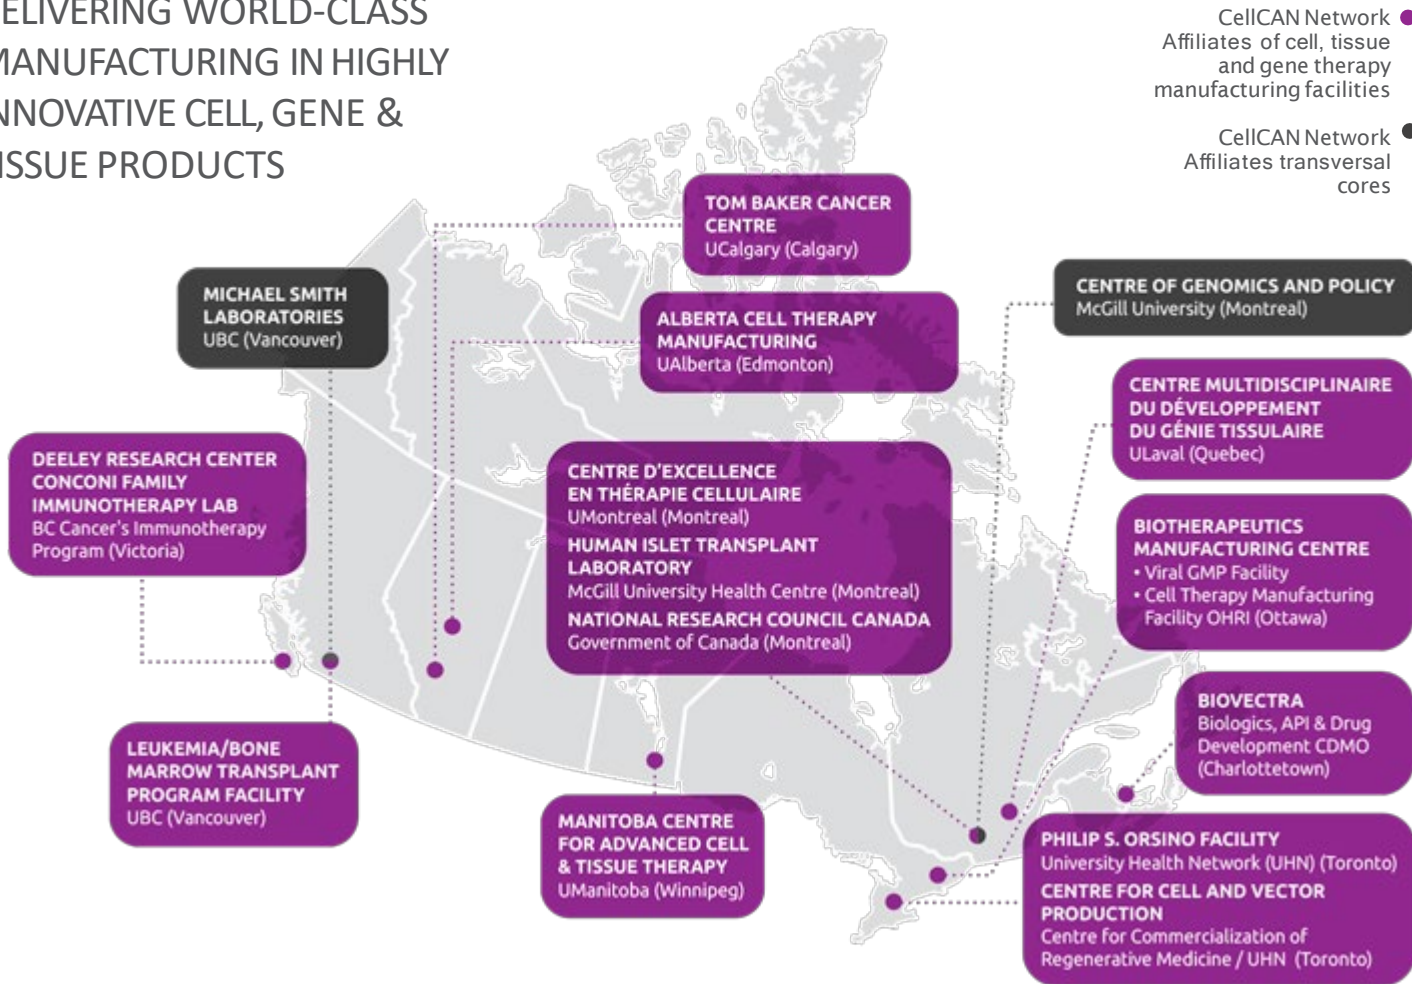 ELIVERING WORLD-CLASS
MANUFACTURING IN HIGHLY
NNOVATIVE CELL, GENE &
ISSUE PRODUCTS
CellCAN Network
Affiliates of cell, tissue
and gene therapy
manufacturing facilities
CellCAN Network
Affiliates transversal
cores
TOM BAKER CANCER
CENTRE
UCalgary (Calgary)
MICHAEL SMITH
LABORATORIES
UBC (Vancouver)
ALBERTA CELL THERAPY
MANUFACTURING
UAlberta (Edmonton)
CENTRE OF GENOMICS AND POLICY
McGill University (Montreal)
CENTRE MULTIDISCIPLINAIRE
DU DÉVELOPPEMENT
DU GÉNIE TISSULAIRE
ULaval (Quebec)
DEELEY RESEARCH CENTER
CONCONI FAMILY
IMMUNOTHERAPY LAB
BC Cancer's Immunotherapy
Program (Victoria)
CENTRE D'EXCELLENCE
EN THÉRAPIE CELLULAIRE
UMontreal (Montreal)
HUMAN ISLET TRANSPLANT
LABORATORY
McGill University Health Centre (Montreal)
NATIONAL RESEARCH COUNCIL CANADA
Government of Canada (Montreal)
BIOTHERAPEUTICS
MANUFACTURING CENTRE
• Viral GMP Facility
• Cell Therapy Manufacturing
Facility OHRI (Ottawa)
BIOVECTRA
Biologics, API & Drug
Development CDMO
(Charlottetown)
LEUKEMIA/BONE
MARROW TRANSPLANT
PROGRAM FACILITY
UBC (Vancouver)
MANITOBA CENTRE
FOR ADVANCED CELL
& TISSUE THERAPY
UManitoba (Winnipeg)
PHILIP S. ORSINO FACILITY
University Health Network (UHN) (Toronto)
CENTRE FOR CELL AND VECTOR
PRODUCTION
Centre for Commercialization of
Regenerative Medicine / UHN (Toronto)